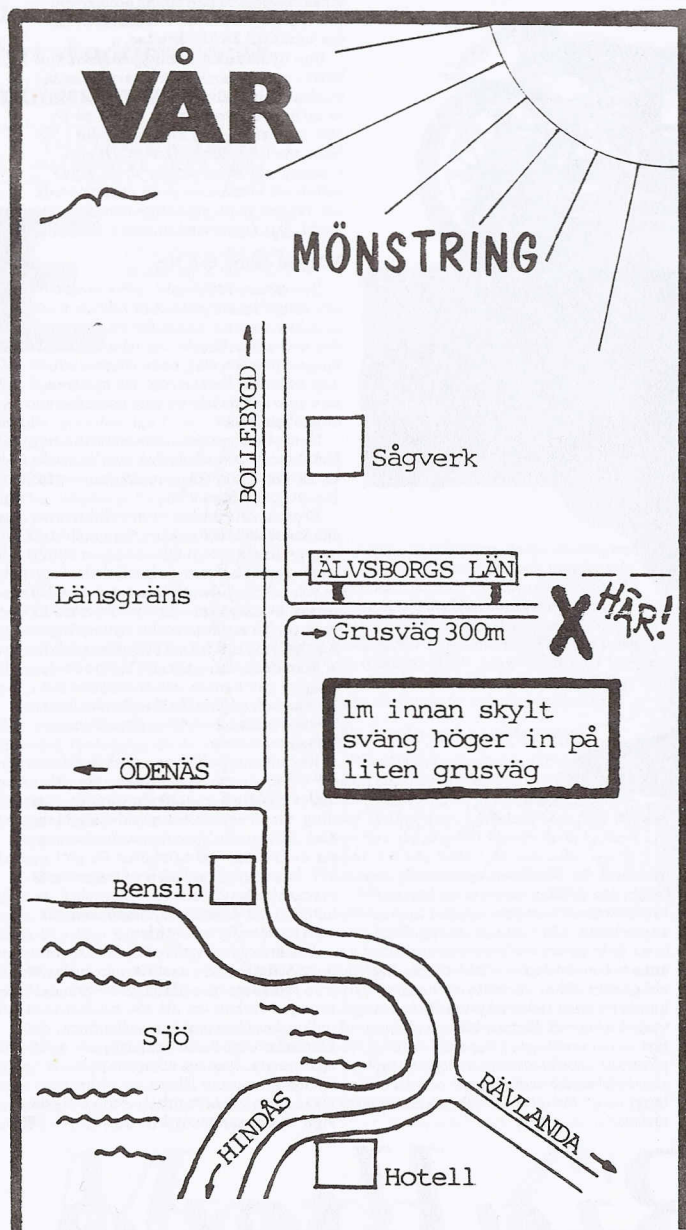 VÅR
MÖNSTRING
BOLLEBYGD
Sågverk
ÄLVSBORGS LÄN
Länsgräns
HÄR!
Grusväg 300m
1m innan skylt
sväng höger in på
liten grusväg
ÖDENÄS
Bensin
Sjö
HINDÅS
RÄVLANDA
Hotell